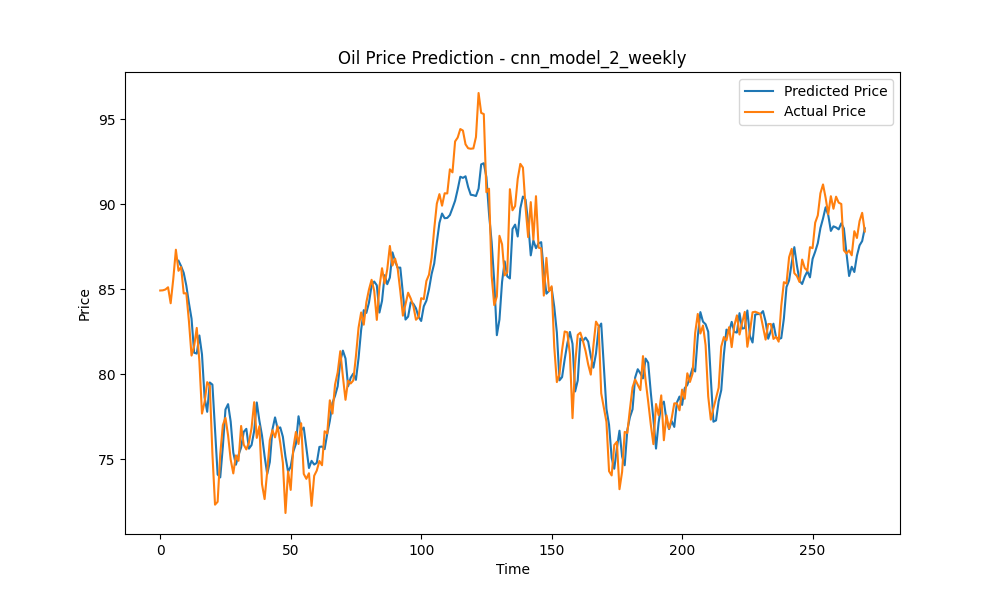 Oil Price Prediction - cnn_model_2_weekly
Predicted Price
Actual Price
95
90
85
80
75
Price
0 50 100 150 200 250
Time